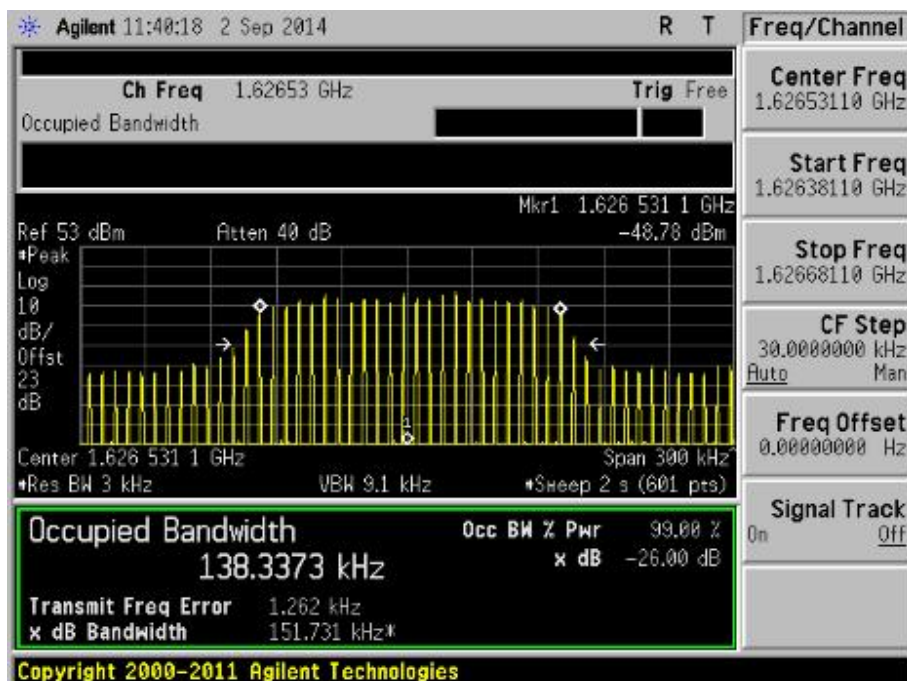 Agilent 11:40:18 2 Sep 2014 R T
Freq/Channel
Ch Freq 1.62653 GHz Trig Free
Occupied Bandwidth
Center Freq
1.62653110 GHz
Start Freq
1.62638110 GHz
Stop Freq
1.62668110 GHz
CF Step
30.0000000 kHz
Auto Man
Freq Offset
0.00000000 Hz
Signal Track
On Off
Mkr1 1.626 531 1 GHz
Ref 53 dBm Atten 40 dB -48.78 dBm
*Peak
Log
10
dB/
Offst
23
dB
1
Center 1.626 531 1 GHz Span 300 kHz^
*Res BW 3 kHz VBW 9.1 kHz *Sweep 2 s (601 pts)
Occupied Bandwidth Occ BW % Pwr 99.00 %
138.3373 kHz x dB -26.00 dB
Transmit Freq Error 1.262 kHz
x dB Bandwidth 151.731 kHz*
Copyright 2000-2011 Agilent Technologies